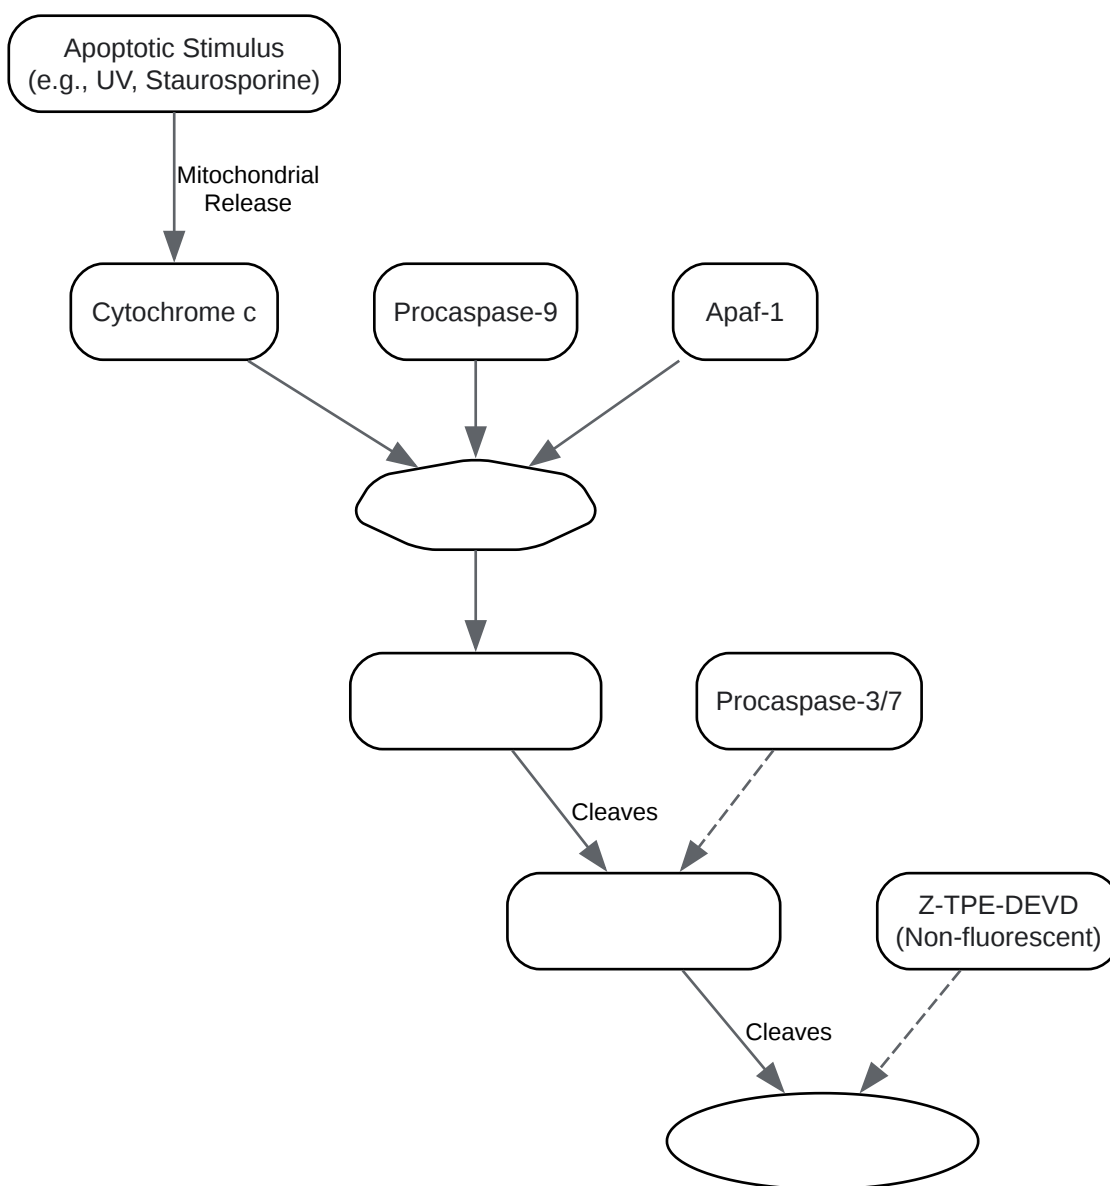 Apoptotic Stimulus
(e.g., UV, Staurosporine)
Mitochondrial
Release
Cytochrome c
Procaspase-9
Apaf-1
Procaspase-3/7
Cleaves
Z-TPE-DEVD
(Non-fluorescent)
Cleaves